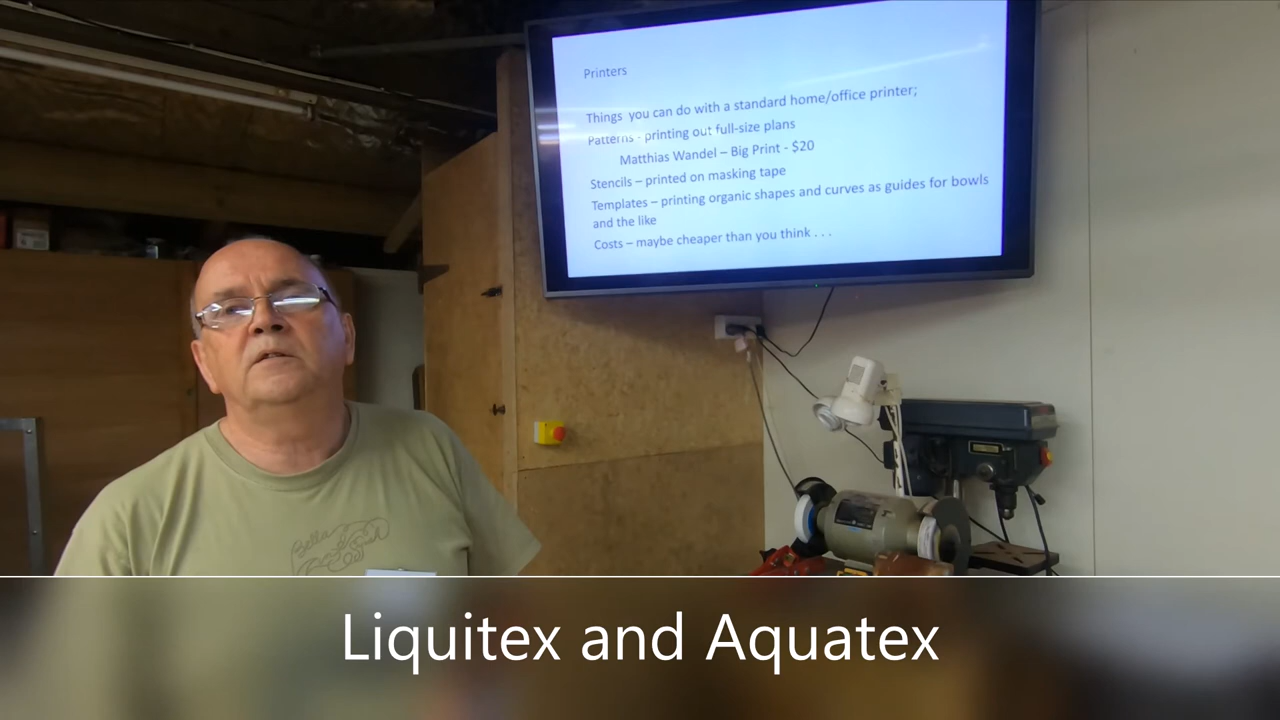 Printers
Things you can do with a standard home/office printer;
Patterns - printing out full-size plans
Matthias Wandel – Big Print - $20
Stencils – printed on masking tape
Templates – printing organic shapes and curves as guides for bowls
and the like
Costs – maybe cheaper than you think . . .
Bella
Liquitex and Aquatex